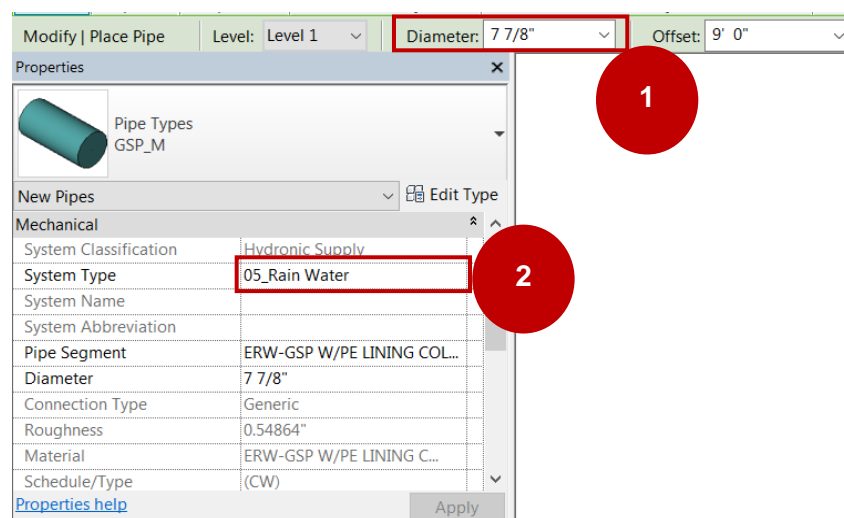 Modify | Place Pipe Level: Level 1 Diameter: 7 7/8" Offset: 9' 0"
Properties
1
Pipe Types
GSP_M
New Pipes Edit Type
Mechanical
System Classification Hydronic Supply
System Type 05_Rain Water
2
System Name
System Abbreviation
Pipe Segment ERW-GSP W/PE LINING COL...
Diameter 7 7/8"
Connection Type Generic
Roughness 0.54864"
Material ERW-GSP W/PE LINING C...
Schedule/Type (CW)
Properties help Apply